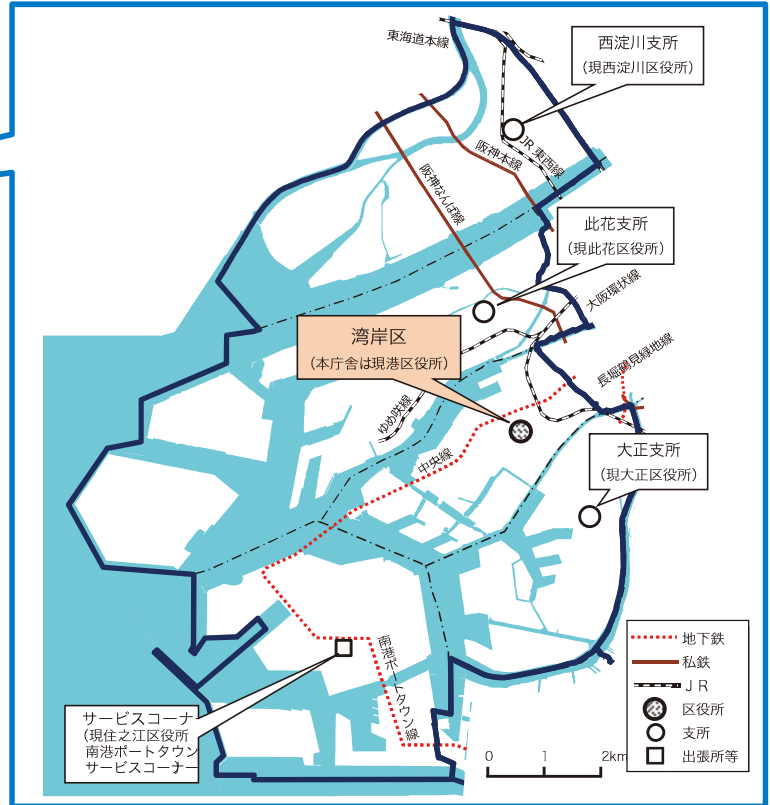 東海道本線
西淀川支所
（現西淀川区役所）
JR東西線
阪神本線
阪神なんば線
此花支所
（現此花区役所）
大阪環状線
湾岸区
（本庁舎は現港区役所）
長堀鶴見緑地線
ゆめ咲線
中央線
大正支所
（現大正区役所）
南港ポートタウン線
サービスコーナー
（現住之江区役所
南港ポートタウン
サービスコーナー
地下鉄
私鉄
ＪＲ
区役所
支所
出張所等
0 1 2km